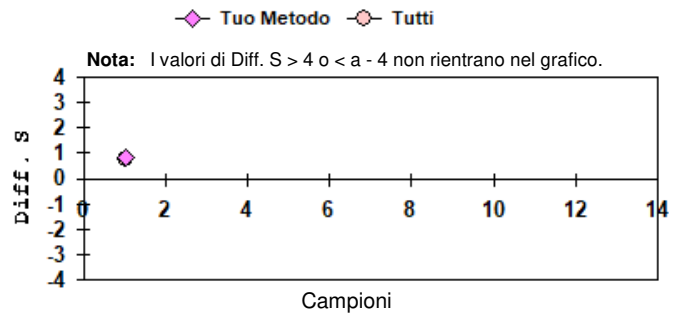 Tuo Metodo Tutti
Nota: I valori di Diff. S > 4 o < a - 4 non rientrano nel grafico.
4
3
2
1
0
-1
-2
-3
-4
Diff. S
0 2 4 6 8 10 12 14
Campioni